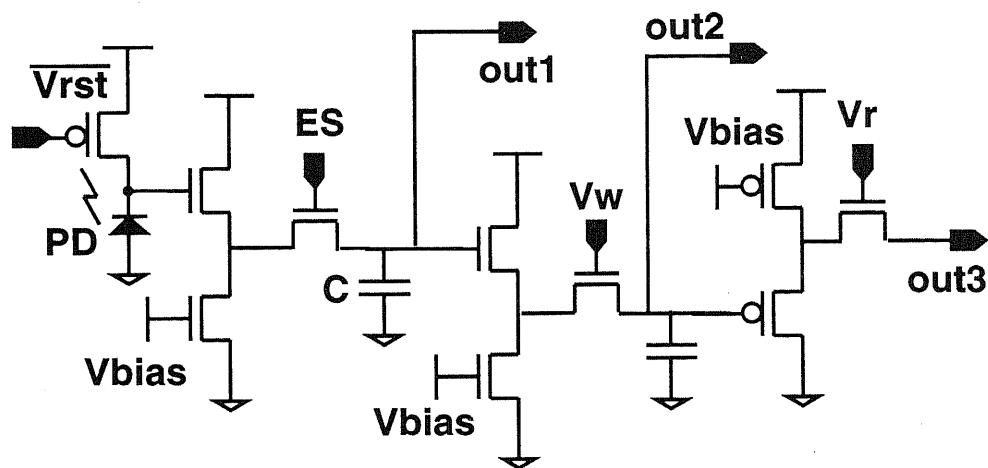 Vrst
PD
Vbias
ES
C
out1
Vbias
Vw
out2
Vbias
Vr
out3